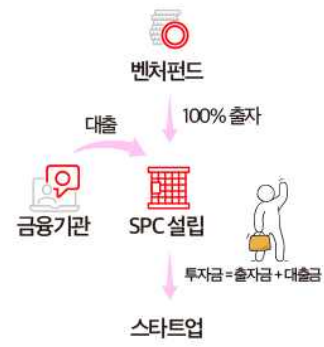 벤처펀드
대출
100% 출자
금융기관
SPC 설립
투자금 = 출자금 + 대출금
스타트업